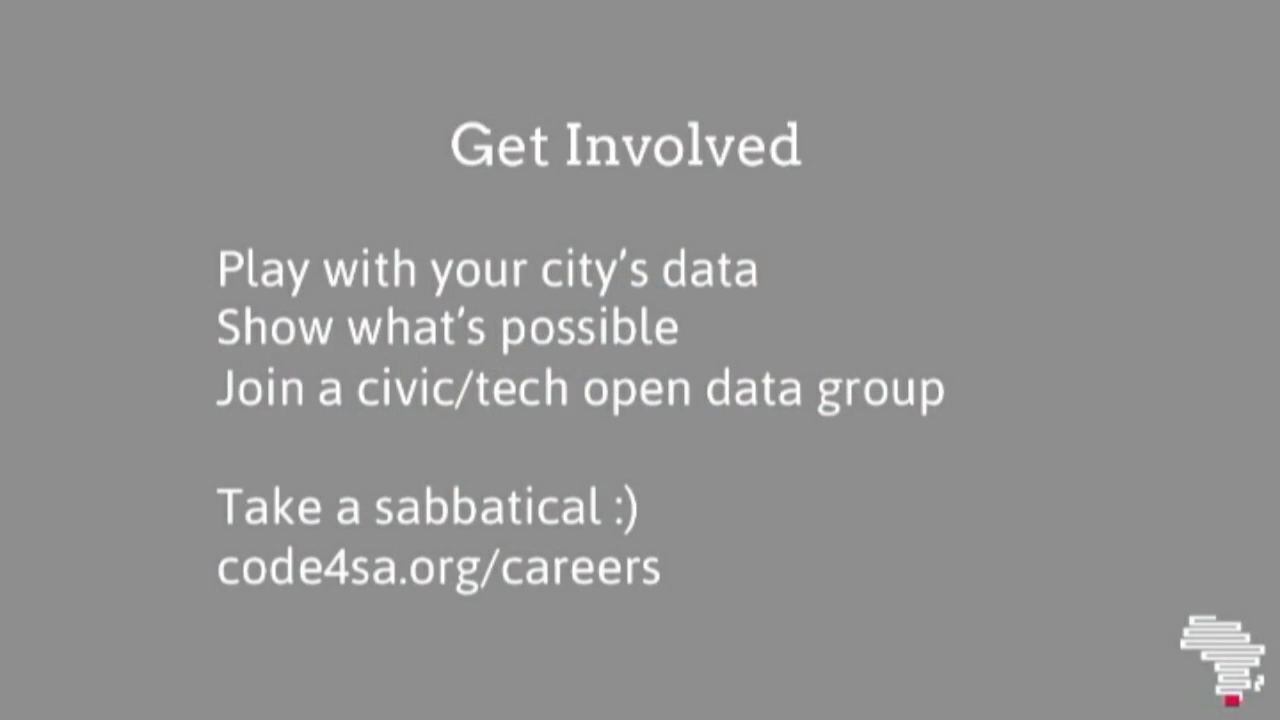 Get Involved
Play with your city's data
Show what's possible
Join a civic/tech open data group
Take a sabbatical :)
code4sa.org/careers